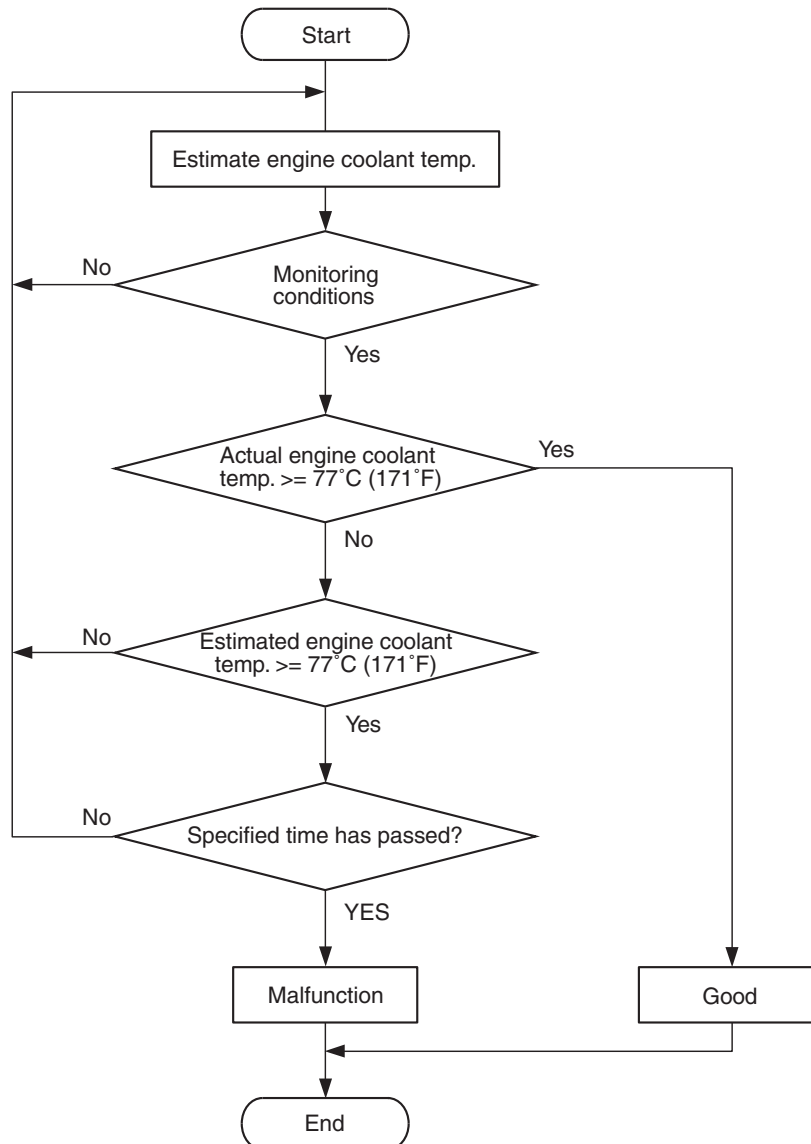 Start
Estimate engine coolant temp.
No
Monitoring
conditions
Yes
Actual engine coolant
temp. >= 77˚C (171˚F)
Yes
No
No
Estimated engine coolant
temp. >= 77˚C (171˚F)
Yes
No
Specified time has passed?
YES
Malfunction
Good
End